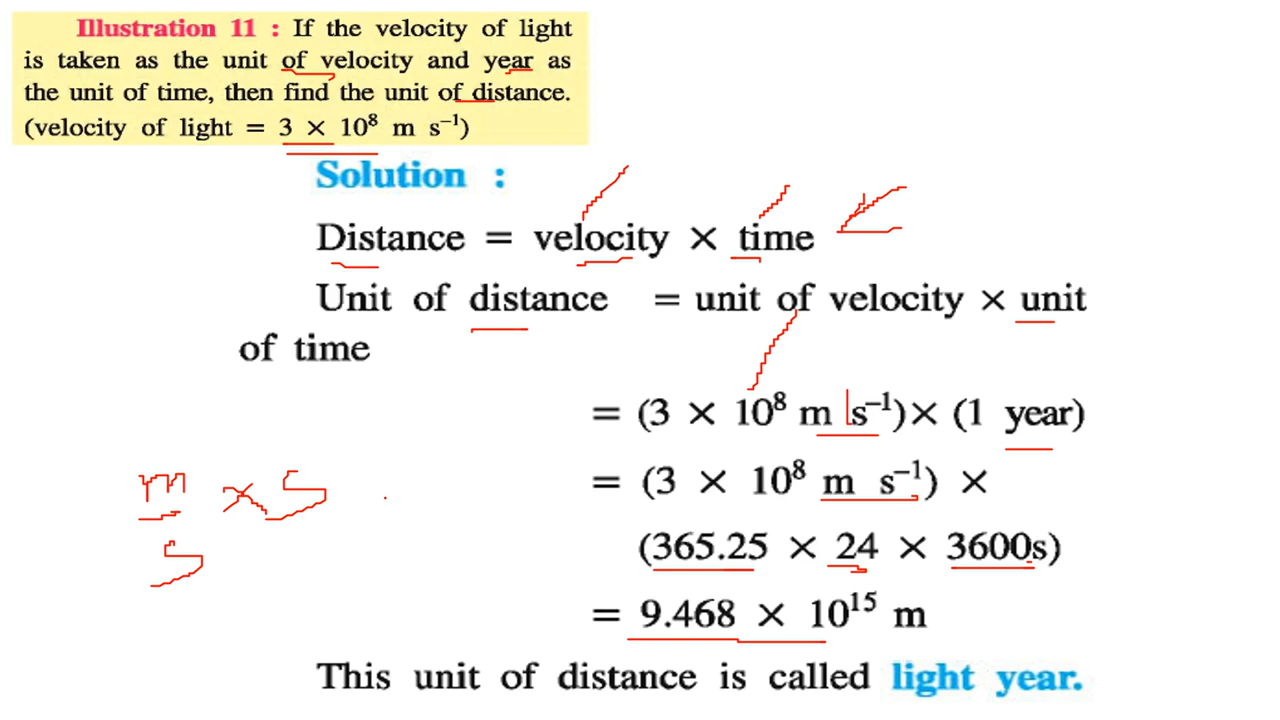 Illustration 11 : If the velocity of light
is taken as the unit of velocity and year as
the unit of time, then find the unit of distance.
(velocity of light = 3 × 10⁸ m s⁻¹)
Solution :
Distance = velocity × time
Unit of distance = unit of velocity × unit
of time
= (3 × 10⁸ m s⁻¹)× (1 year)
= (3 × 10⁸ m s⁻¹) ×
(365.25 × 24 × 3600s)
= 9.468 × 10¹⁵ m
This unit of distance is called light year.
m × s
s